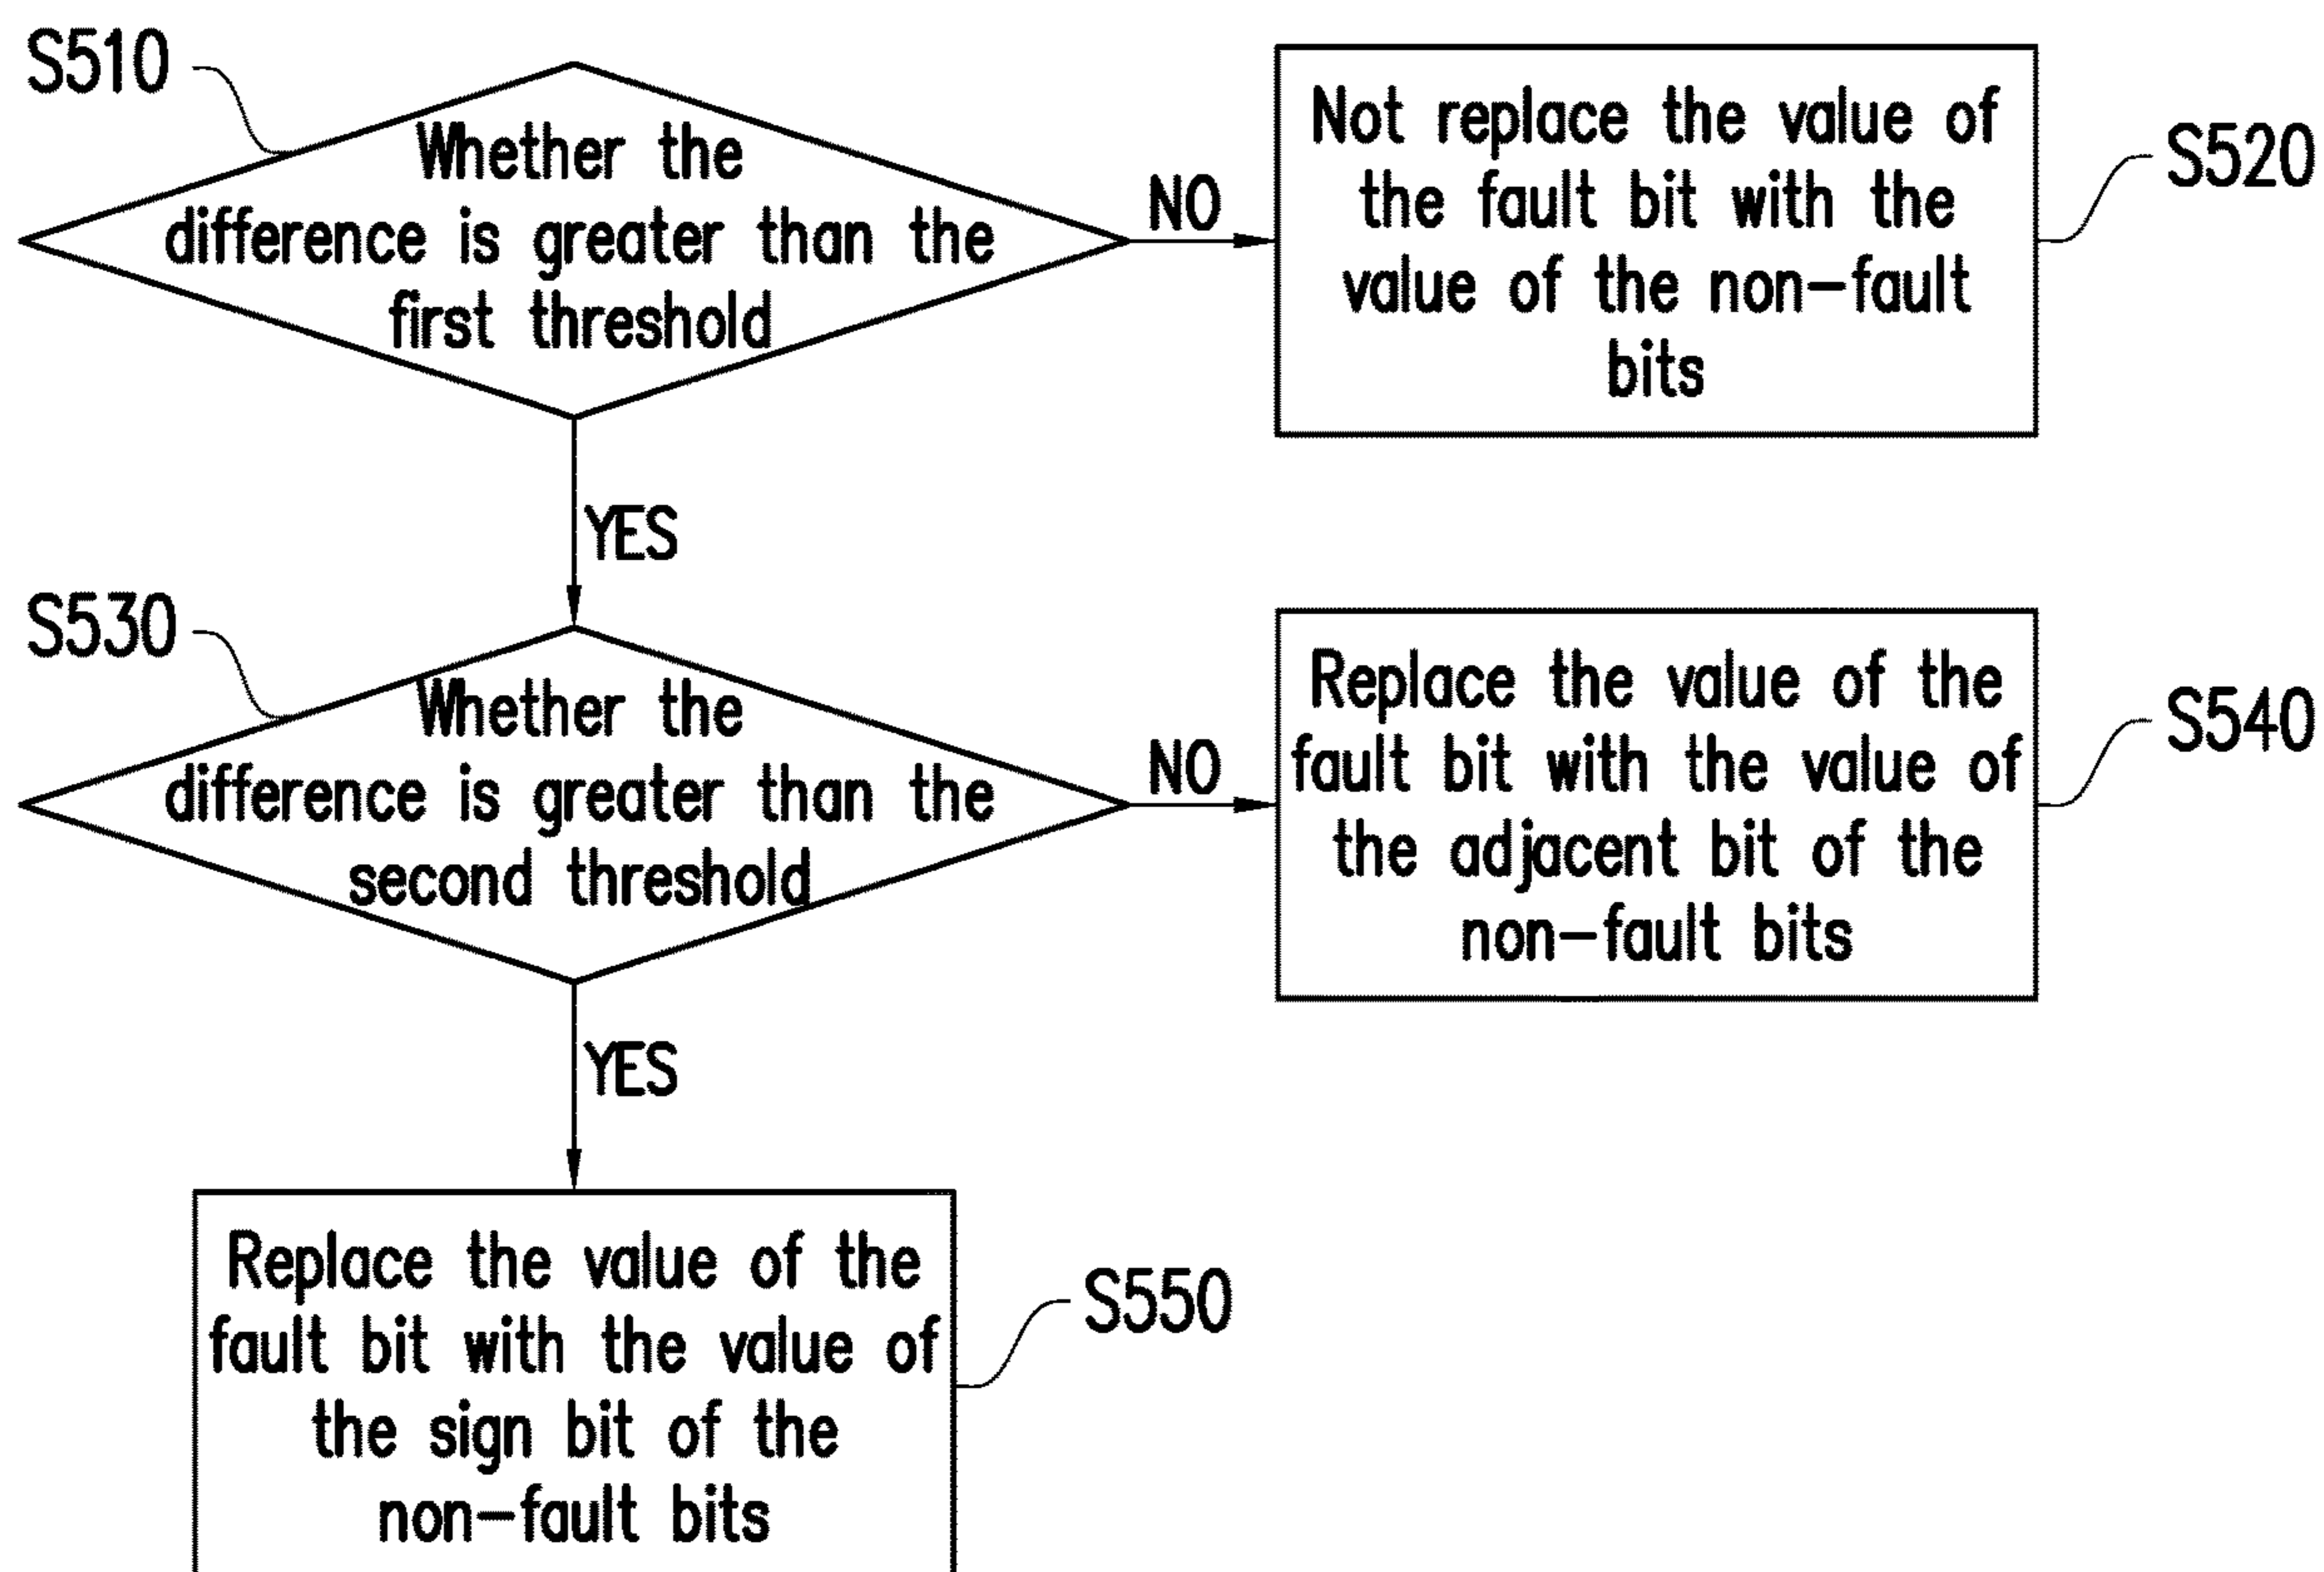 S510
Whether the
difference is greater than the
first threshold
NO
Not replace the value of
the fault bit with the
value of the non-fault
bits
S520
YES
S530
Whether the
difference is greater than the
second threshold
NO
Replace the value of the
fault bit with the value of
the adjacent bit of the
non-fault bits
S540
YES
Replace the value of the
fault bit with the value of
the sign bit of the
non-fault bits
S550